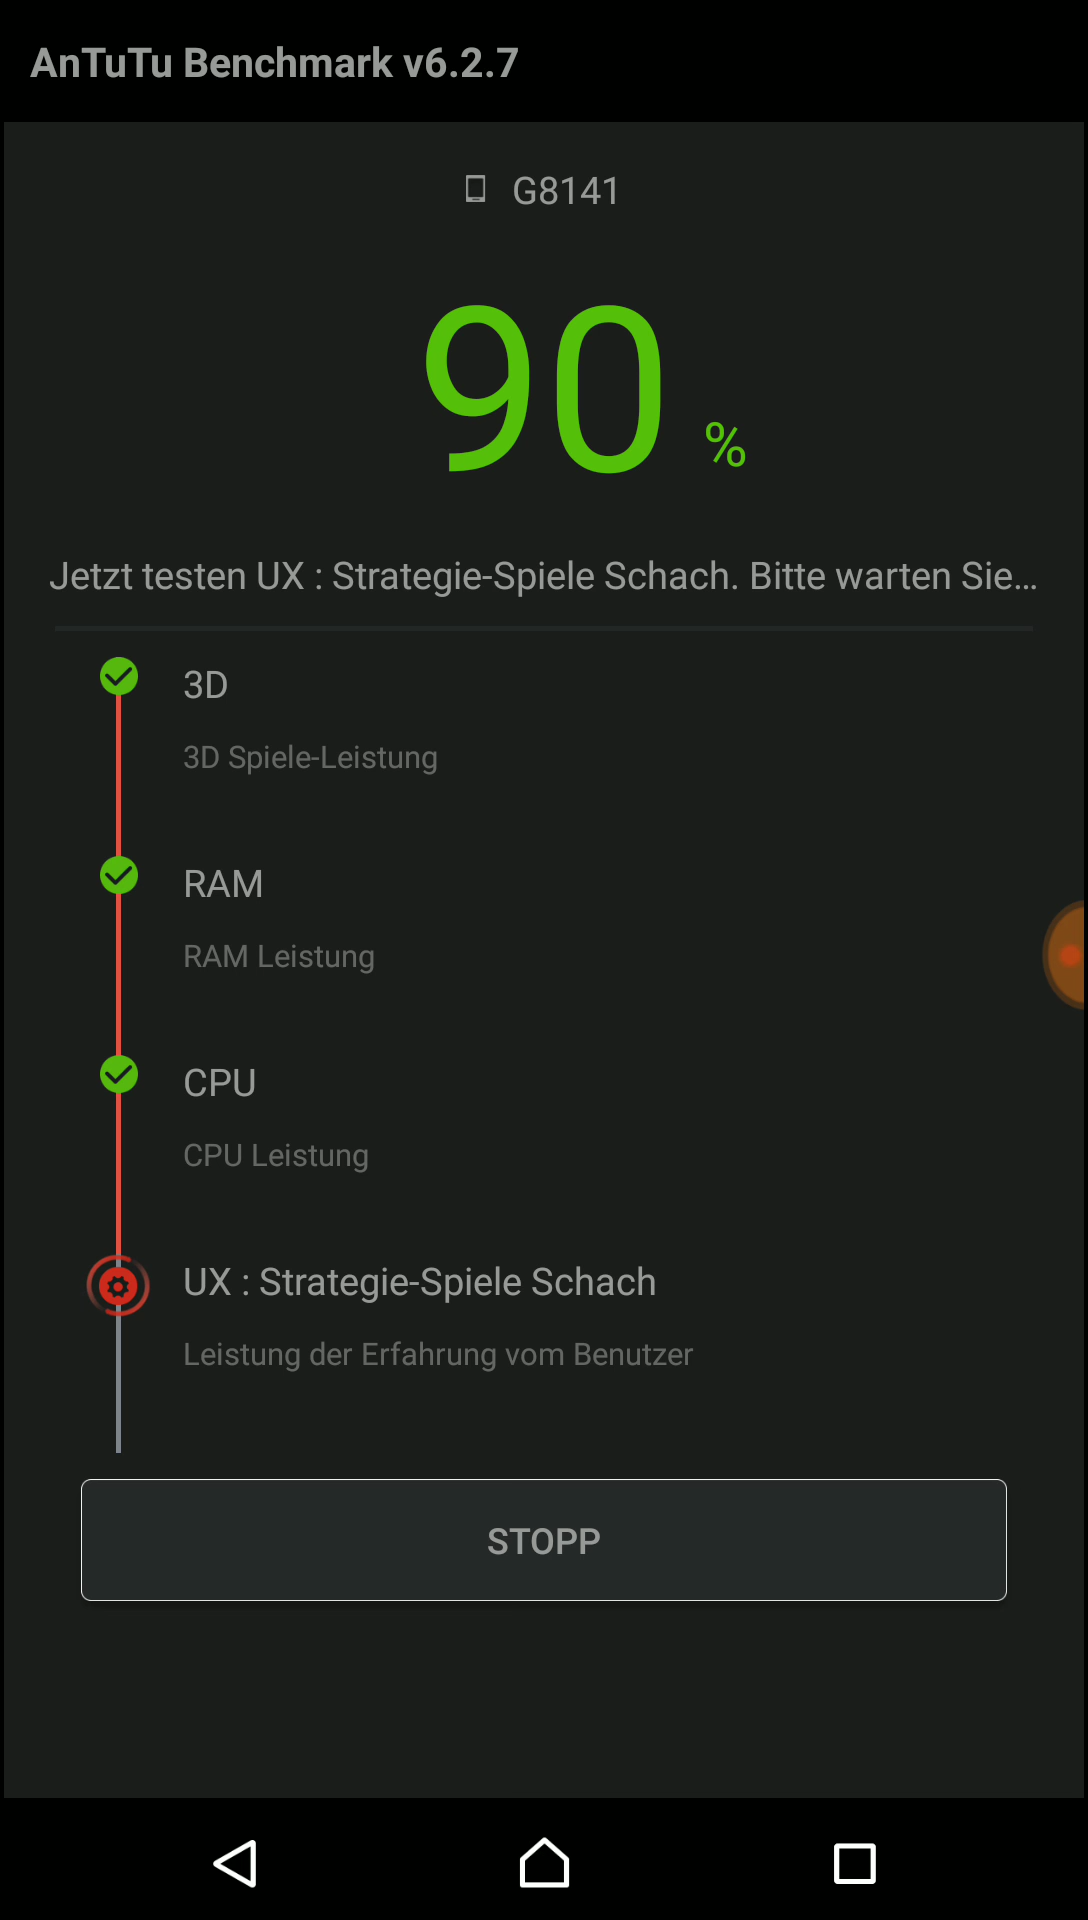 AnTuTu Benchmark v6.2.7
G8141
90 %
Jetzt testen UX : Strategie-Spiele Schach. Bitte warten Sie...
3D
3D Spiele-Leistung
RAM
RAM Leistung
CPU
CPU Leistung
UX : Strategie-Spiele Schach
Leistung der Erfahrung vom Benutzer
STOPP